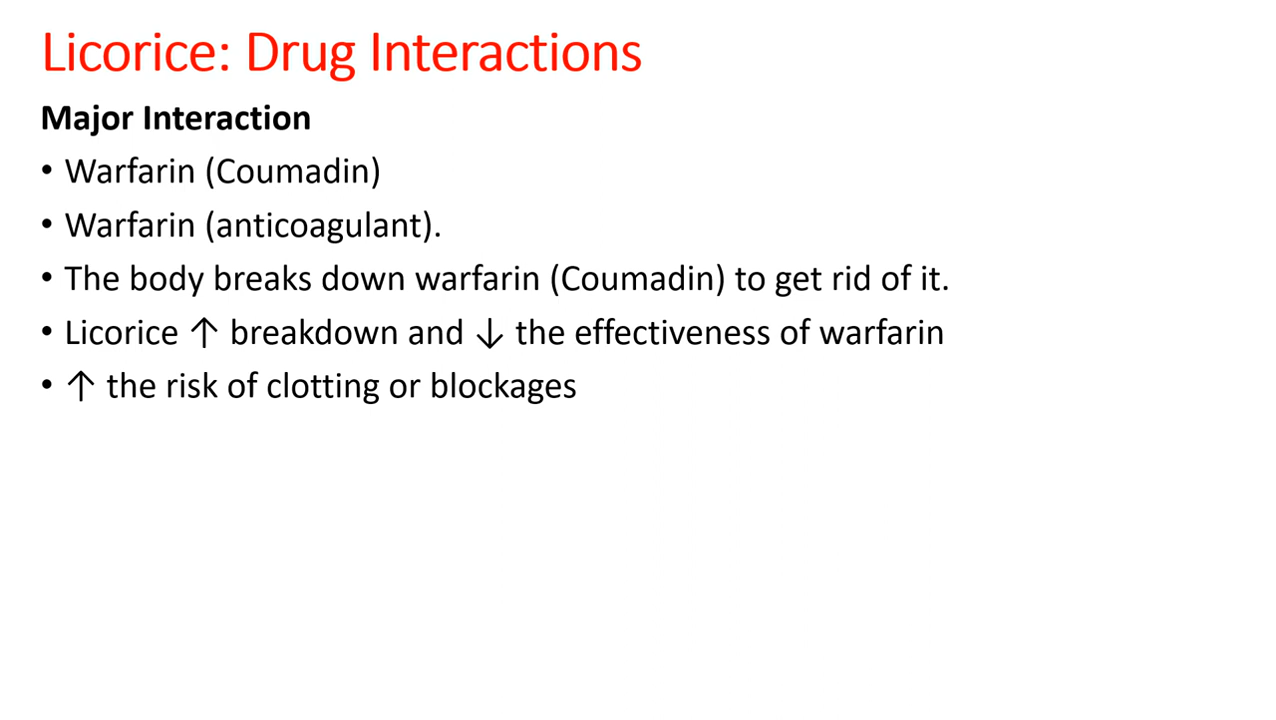 Licorice: Drug Interactions
Major Interaction
• Warfarin (Coumadin)
• Warfarin (anticoagulant).
• The body breaks down warfarin (Coumadin) to get rid of it.
• Licorice ↑ breakdown and ↓ the effectiveness of warfarin
• ↑ the risk of clotting or blockages